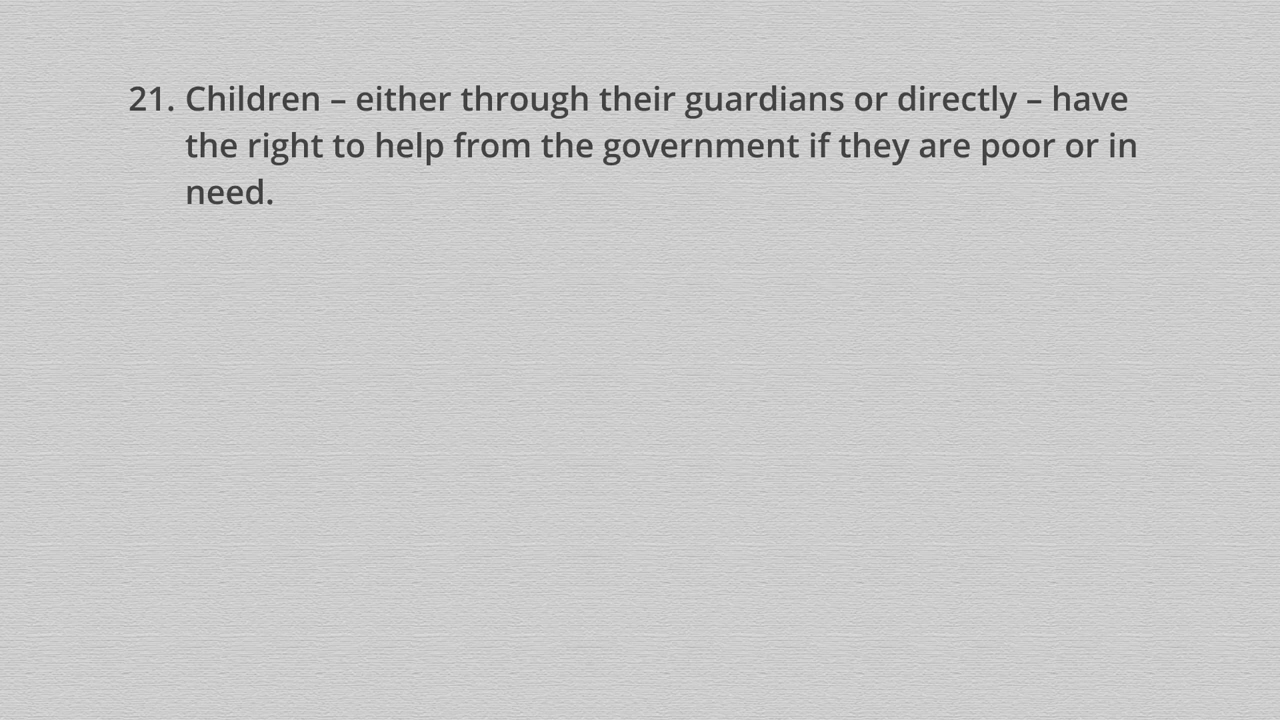 21. Children – either through their guardians or directly – have
the right to help from the government if they are poor or in
need.